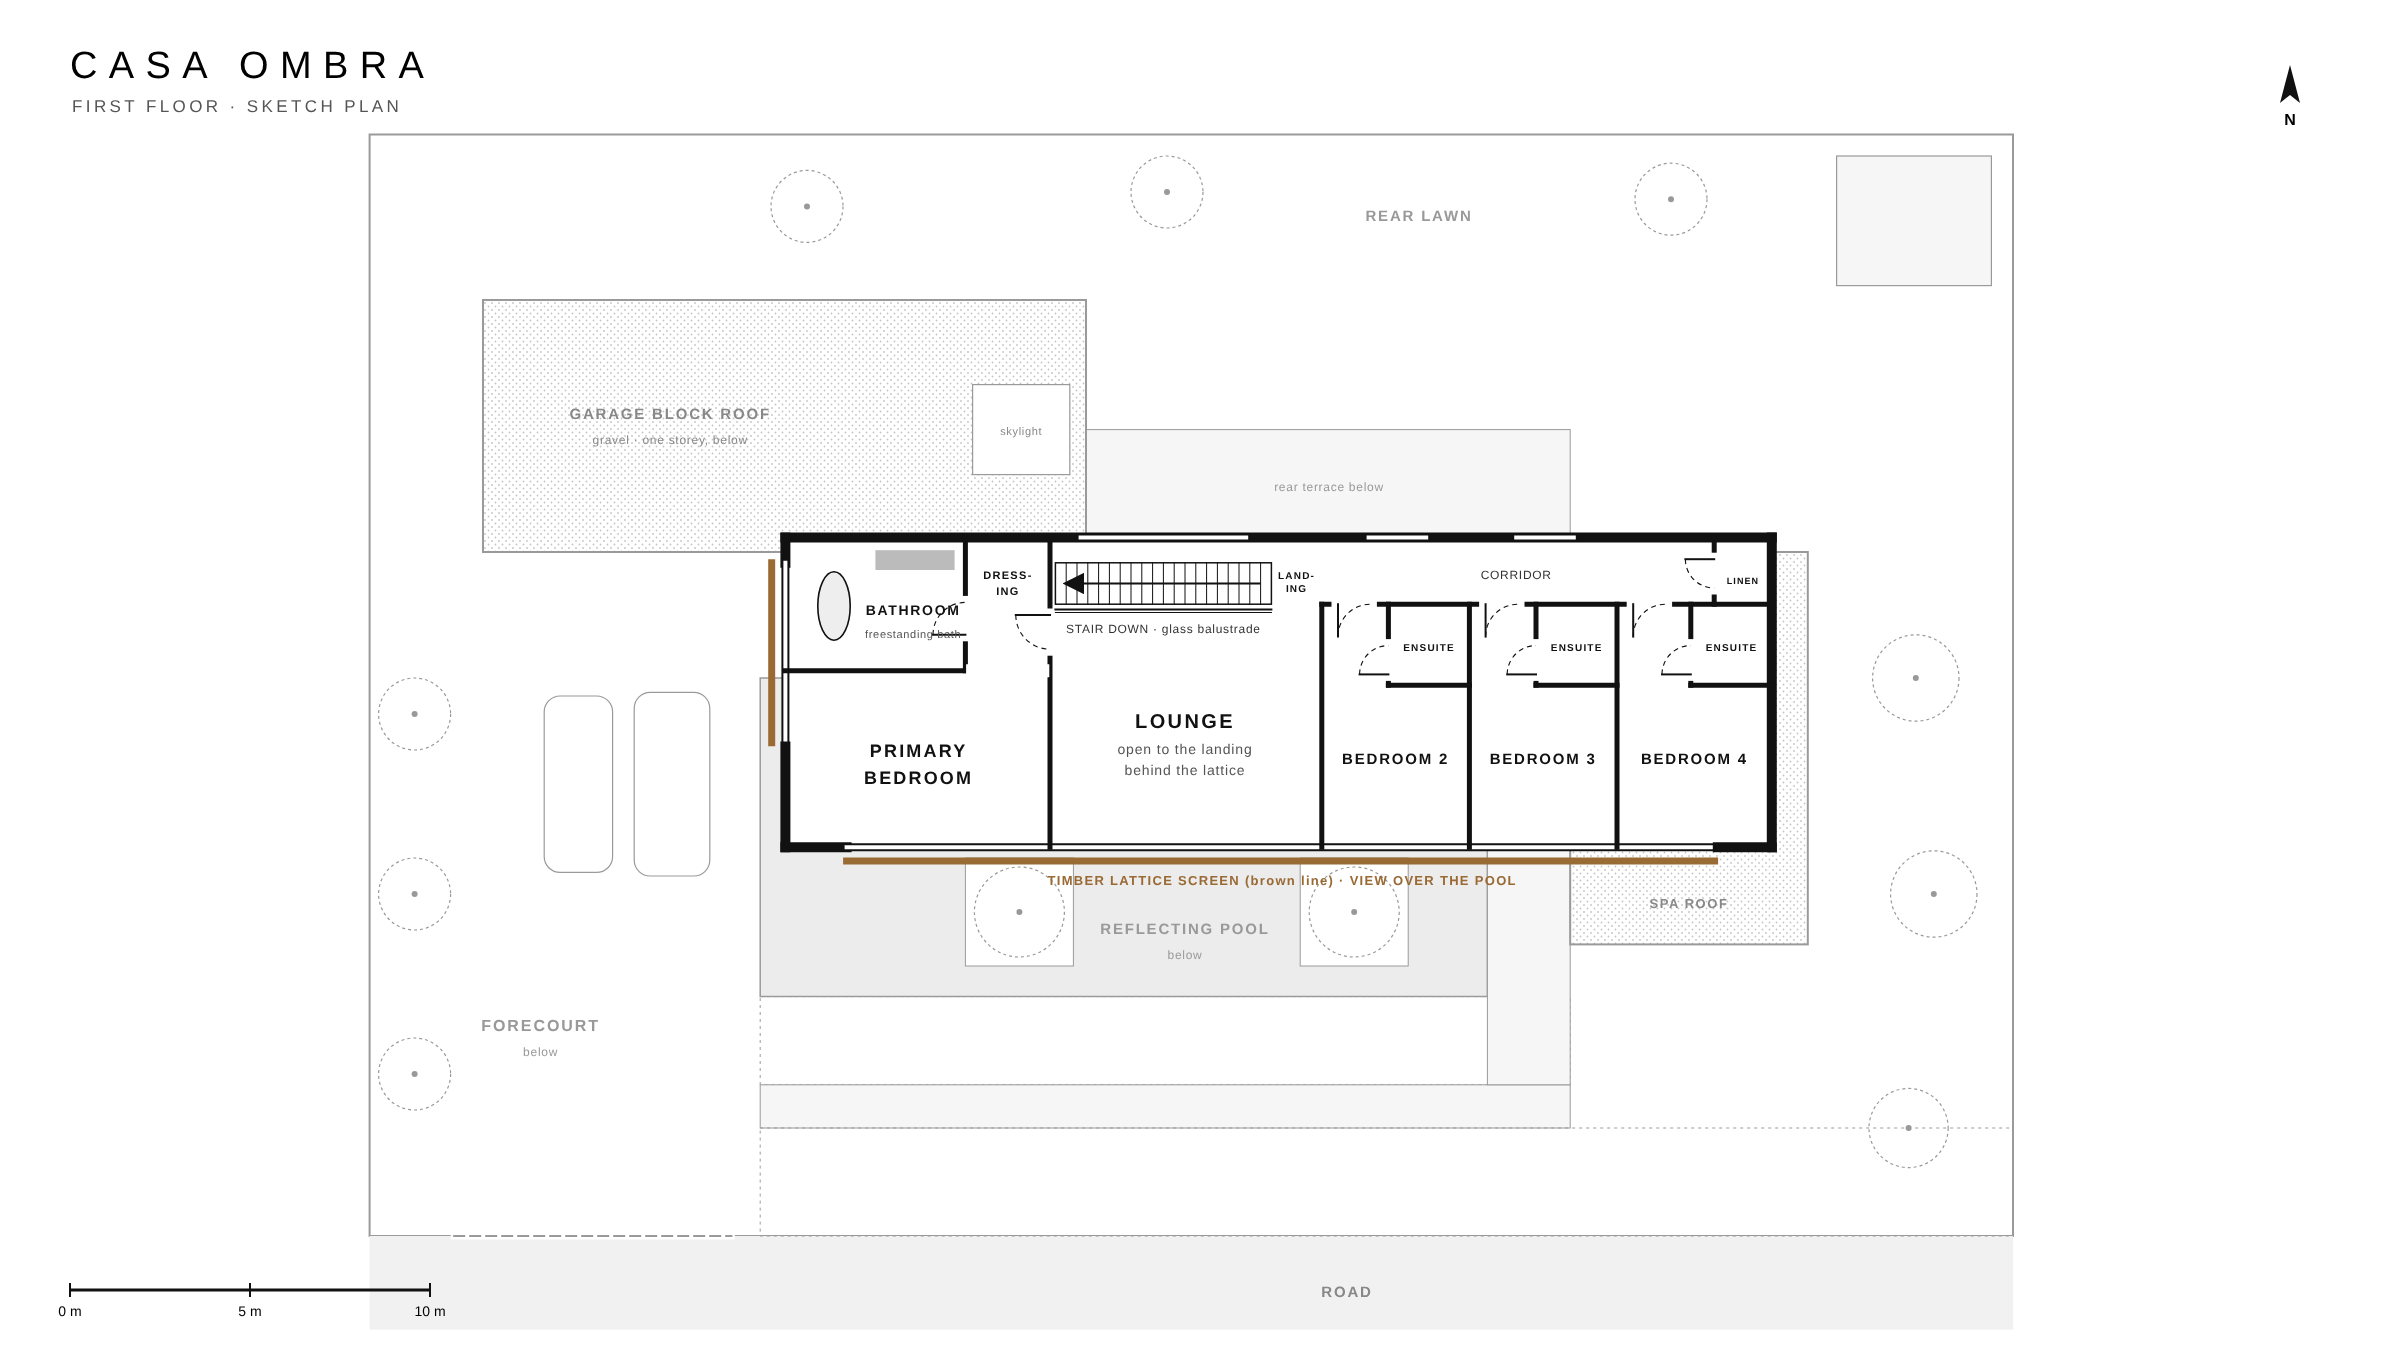 CASA OMBRA
FIRST FLOOR · SKETCH PLAN
N
REAR LAWN
GARAGE BLOCK ROOF
gravel · one storey, below
skylight
rear terrace below
DRESS-
ING
LAND-
ING
CORRIDOR
LINEN
BATHROOM
freestanding bath
STAIR DOWN · glass balustrade
ENSUITE
ENSUITE
ENSUITE
PRIMARY
BEDROOM
LOUNGE
open to the landing
behind the lattice
BEDROOM 2
BEDROOM 3
BEDROOM 4
TIMBER LATTICE SCREEN (brown line) · VIEW OVER THE POOL
SPA ROOF
REFLECTING POOL
below
FORECOURT
below
ROAD
0 m
5 m
10 m